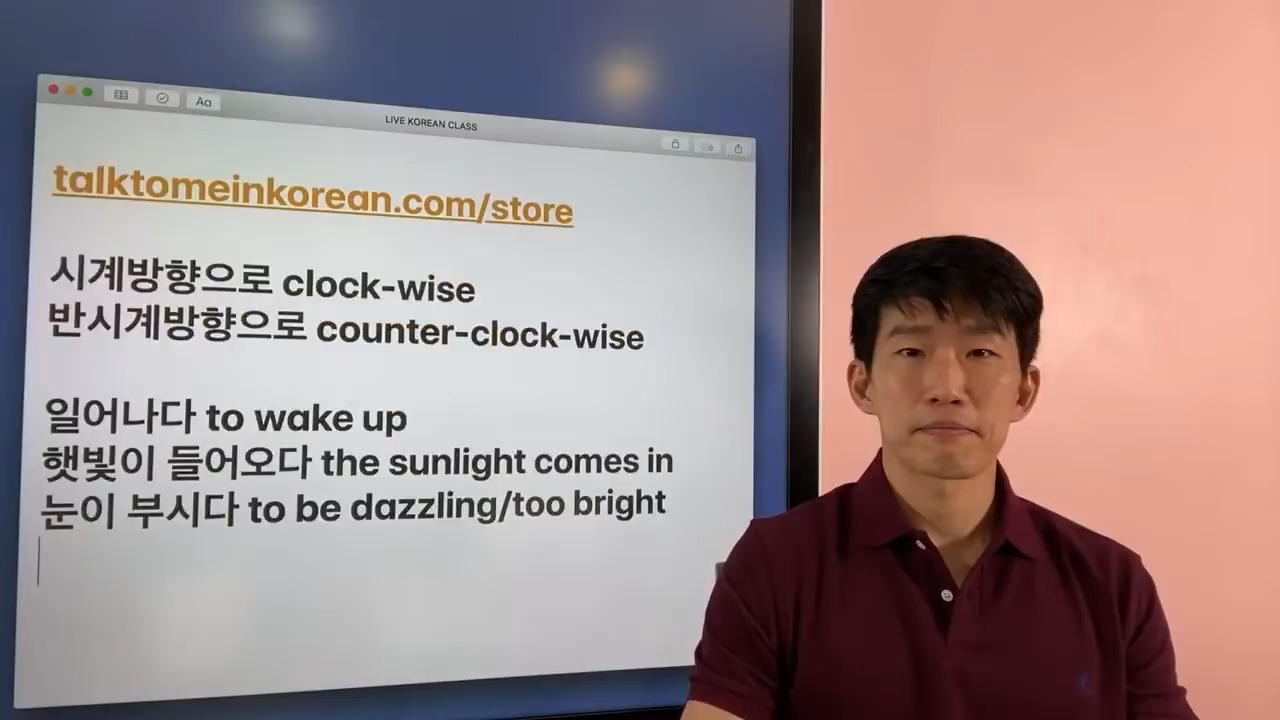 Aa
LIVE KOREAN CLASS
talktomeinkorean.com/store
시계방향으로 clock-wise
반시계방향으로 counter-clock-wise
일어나다 to wake up
햇빛이 들어오다 the sunlight comes in
눈이 부시다 to be dazzling/too bright